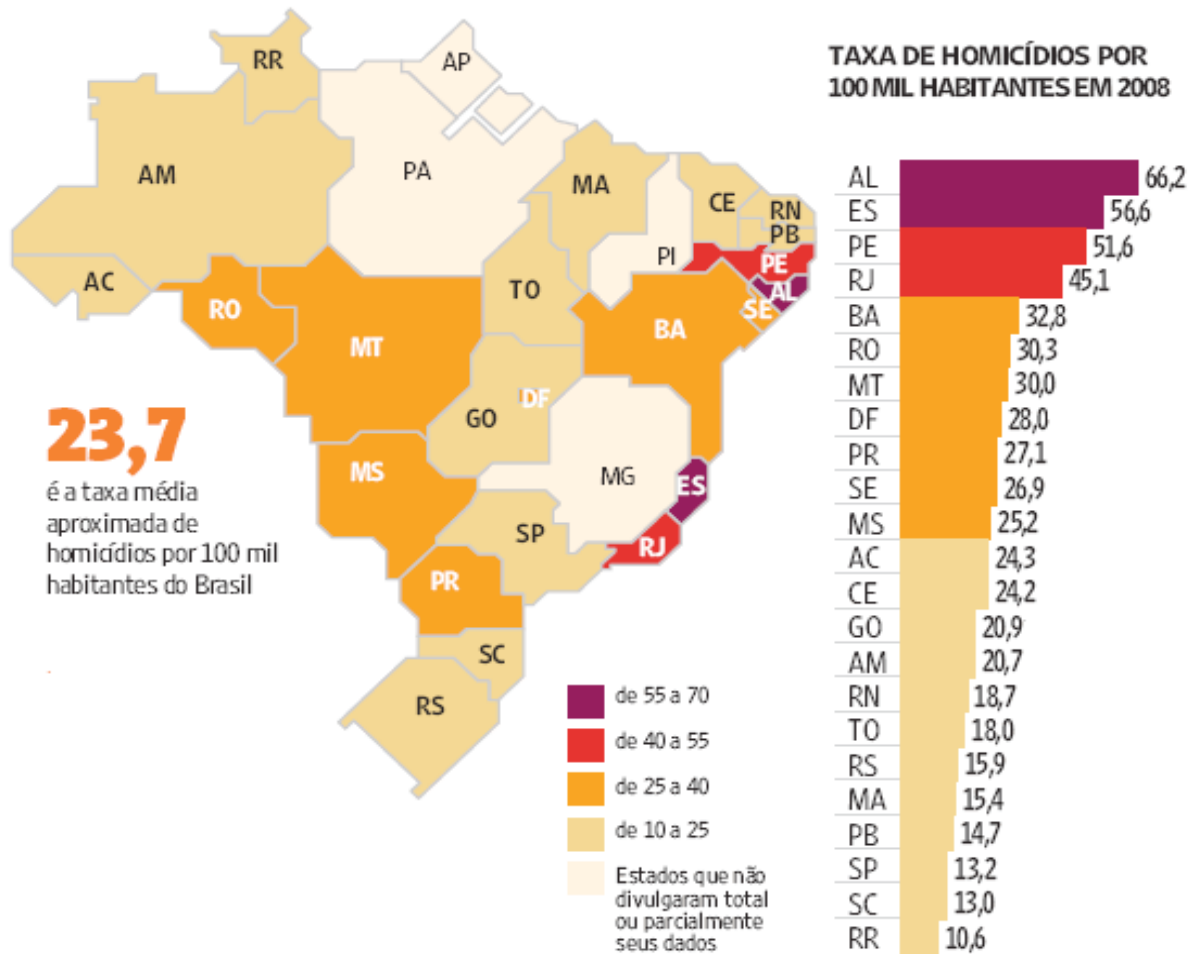 RR
AP
AM
PA
MA
CE
RN
PB
PI
PE
AL
SE
AC
RO
TO
BA
MT
DF
GO
MS
MG
ES
SP
RJ
PR
SC
RS
23,7
é a taxa média
aproximada de
homicídios por 100 mil
habitantes do Brasil
de 55 a 70
de 40 a 55
de 25 a 40
de 10 a 25
Estados que não
divulgaram total
ou parcialmente
seus dados
TAXA DE HOMICÍDIOS POR
100 MIL HABITANTES EM 2008
AL 66,2
ES 56,6
PE 51,6
RJ 45,1
BA 32,8
RO 30,3
MT 30,0
DF 28,0
PR 27,1
SE 26,9
MS 25,2
AC 24,3
CE 24,2
GO 20,9
AM 20,7
RN 18,7
TO 18,0
RS 15,9
MA 15,4
PB 14,7
SP 13,2
SC 13,0
RR 10,6